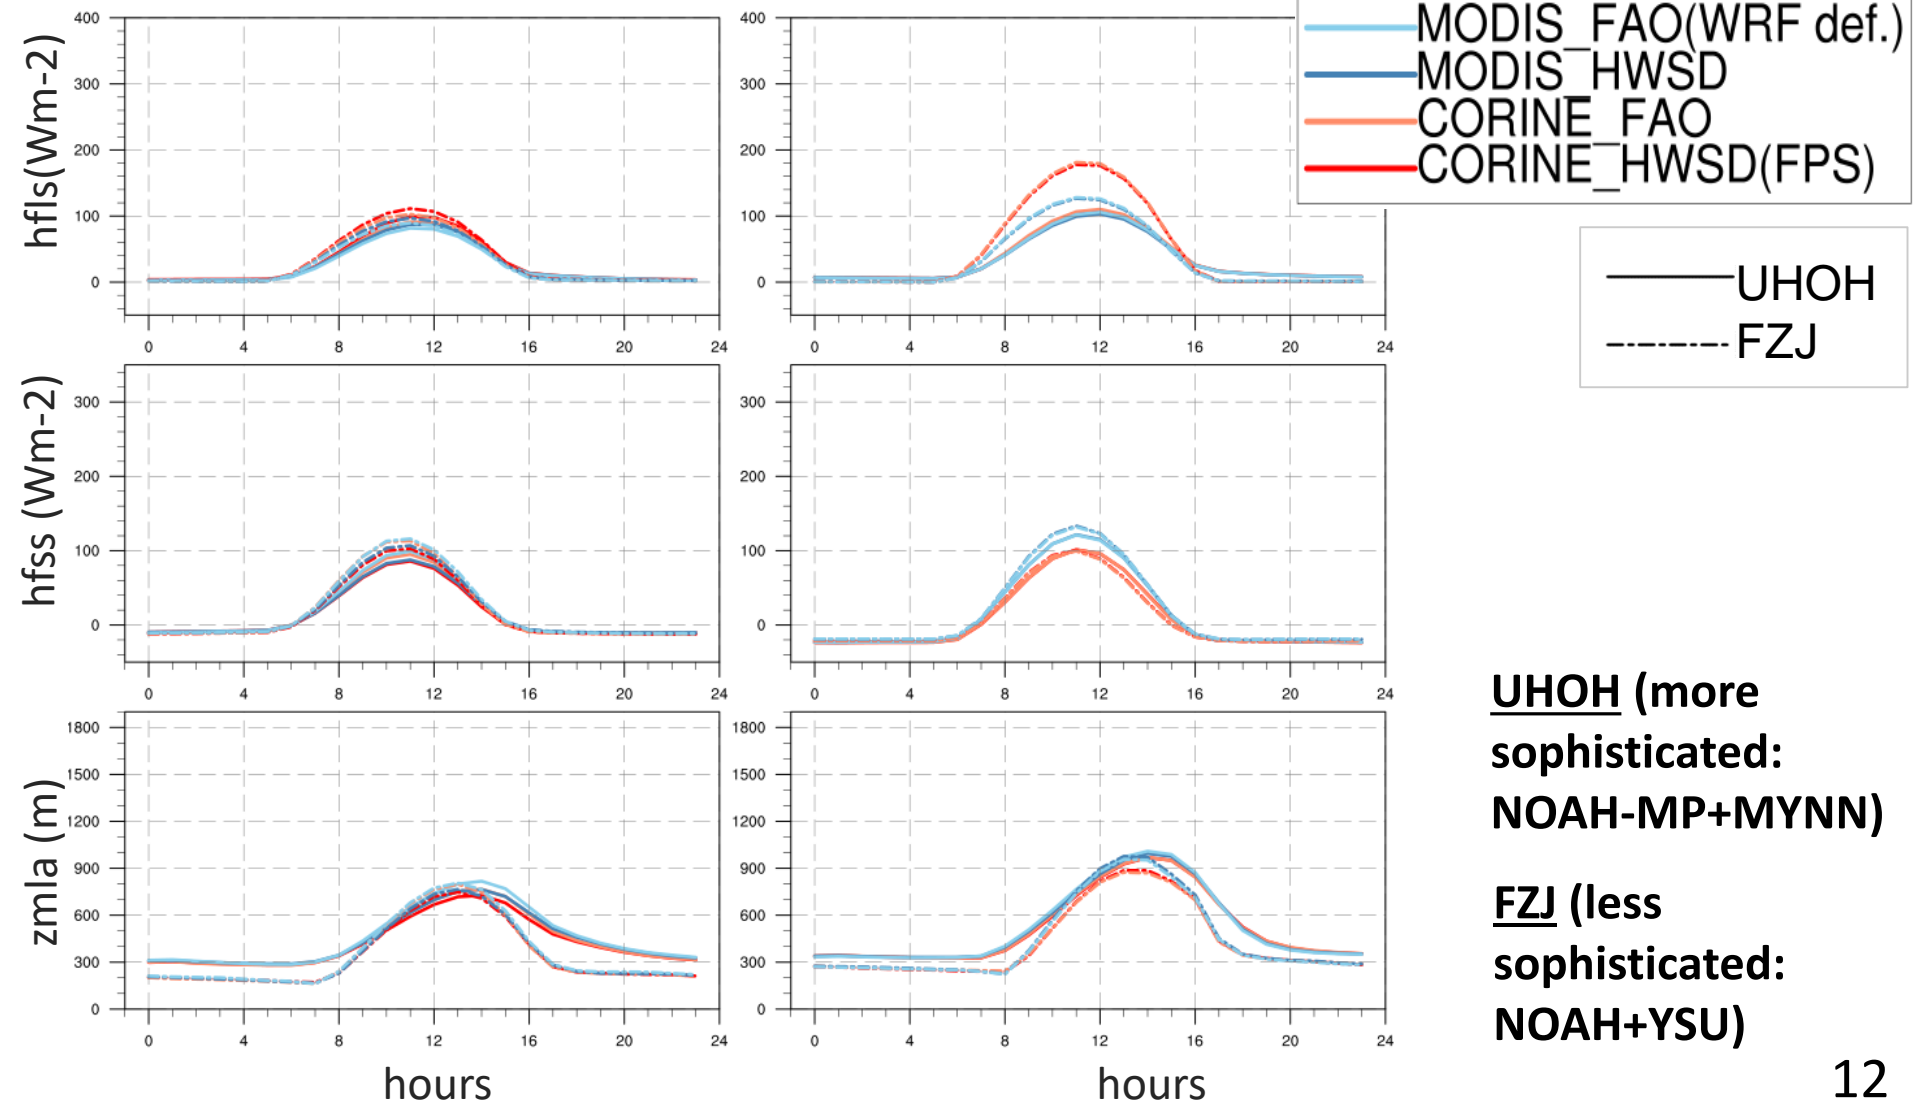 MODIS_FAO(WRF def.)
MODIS_HWSD
CORINE_FAO
CORINE_HWSD(FPS)
UHOH
FZJ
hfls(Wm-2)
400
300
200
100
0
0 4 8 12 16 20 24
400
300
200
100
0
0 4 8 12 16 20 24
hfss (Wm-2)
300
200
100
0
0 4 8 12 16 20 24
300
200
100
0
0 4 8 12 16 20 24
zmla (m)
1800
1500
1200
900
600
300
0
0 4 8 12 16 20 24
hours
1800
1500
1200
900
600
300
0
0 4 8 12 16 20 24
hours
UHOH (more
sophisticated:
NOAH-MP+MYNN)
FZJ (less
sophisticated:
NOAH+YSU)
12